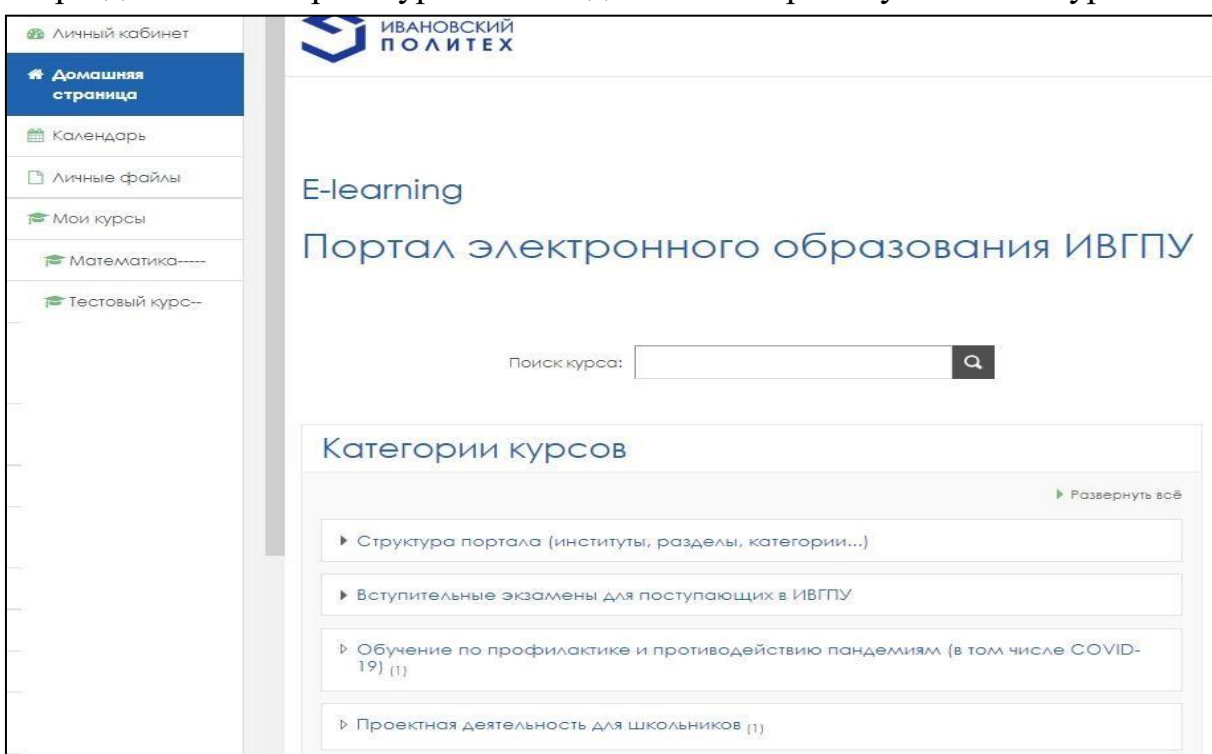 Личный кабинет
Домашняя
страница
Календарь
Личные файлы
Мои курсы
Математика-----
Тестовый курс--
ИВАНОВСКИЙ
ПОЛИТЕХ
E-learning
Портал электронного образования ИВГПУ
Поиск курса:
Категории курсов
Развернуть всё
Структура портала (институты, разделы, категории...)
Вступительные экзамены для поступающих в ИВГПУ
Обучение по профилактике и противодействию пандемиям (в том числе COVID-
19) (1)
Проектная деятельность для школьников (1)